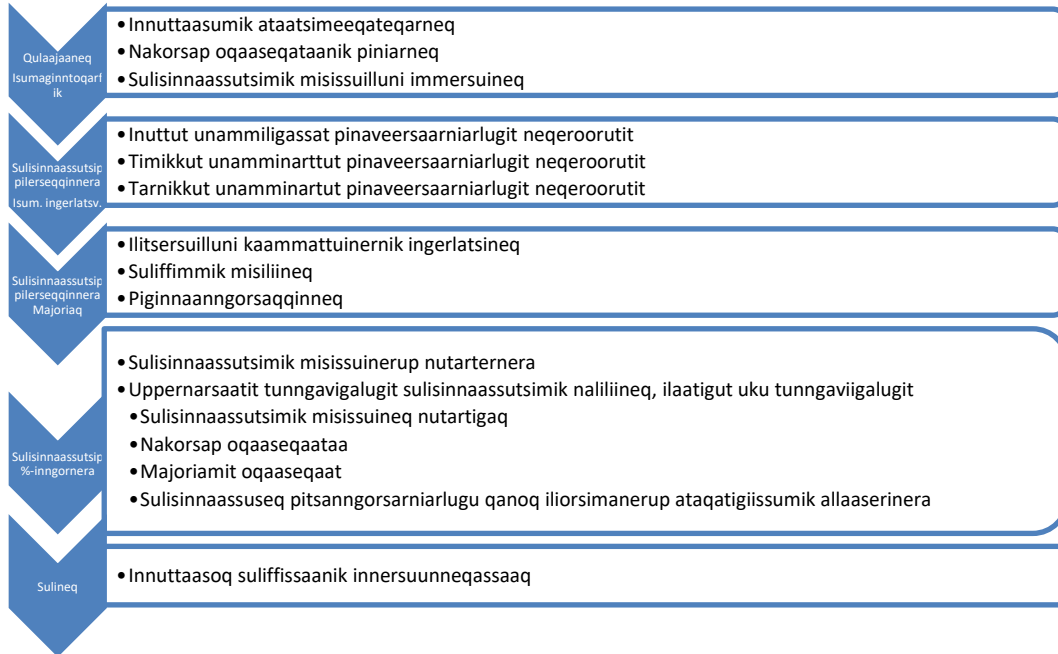 Qulaajaaneq
Isumaginntoqarf
ik
• Innuttaasumik ataatsimeeqateqarneq
• Nakorsap oqaaseqataanik piniarneq
• Sulisinnaassutsimik misissuilluni immersuineq
Sulisinnaassutsip
pilerseqqinnera
Isum. ingerlatsv.
• Inuttut unammiligassat pinaveersaarniarlugit neqeroorutit
• Timikkut unamminarttut pinaveersaarniarlugit neqeroorutit
• Tarnikkut unamminartut pinaveersaarniarlugit neqeroorutit
Sulisinnaassutsip
pilerseqqinnera
Majoriaq
• Ilitsersuilluni kaammattuinernik ingerlatsineq
• Suliffimmik misiliineq
• Piginnaanngorsaqqinneq
Sulisinnaassutsip
%-inngornera
• Sulisinnaassutsimik misissuinerup nutarternera
• Uppernarsaatit tunngavigalugit sulisinnaassutsimik naliliineq, ilaatigut uku tunngaviigalugit
• Sulisinnaassutsimik misissuineq nutartigaq
• Nakorsap oqaaseqaataa
• Majoriamit oqaaseqaat
• Sulisinnaassuseq pitsanngorsarniarlugu qanoq iliorsimanerup ataqatigiissumik allaaserinera
Sulineq
• Innuttaasoq suliffissaanik innersuunneqassaaq